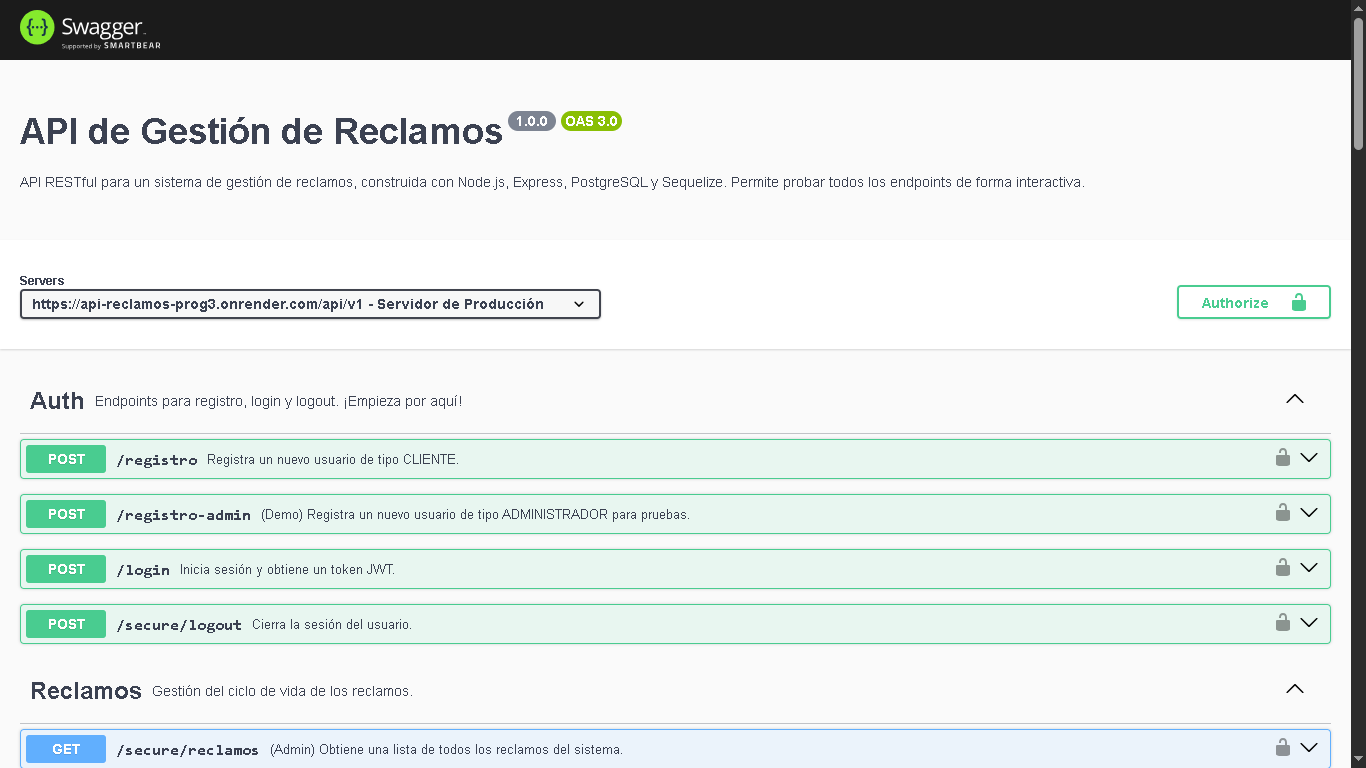 Swagger
Supported by SMARTBEAR
API de Gestión de Reclamos 1.0.0 OAS 3.0
API RESTful para un sistema de gestión de reclamos, construida con Node.js, Express, PostgreSQL y Sequelize. Permite probar todos los endpoints de forma interactiva.
Servers
https://api-reclamos-prog3.onrender.com/api/v1 - Servidor de Producción
Authorize
Auth Endpoints para registro, login y logout. ¡Empieza por aquí!
POST /registro Registra un nuevo usuario de tipo CLIENTE.
POST /registro-admin (Demo) Registra un nuevo usuario de tipo ADMINISTRADOR para pruebas.
POST /login Inicia sesión y obtiene un token JWT.
POST /secure/logout Cierra la sesión del usuario.
Reclamos Gestión del ciclo de vida de los reclamos.
GET /secure/reclamos (Admin) Obtiene una lista de todos los reclamos del sistema.